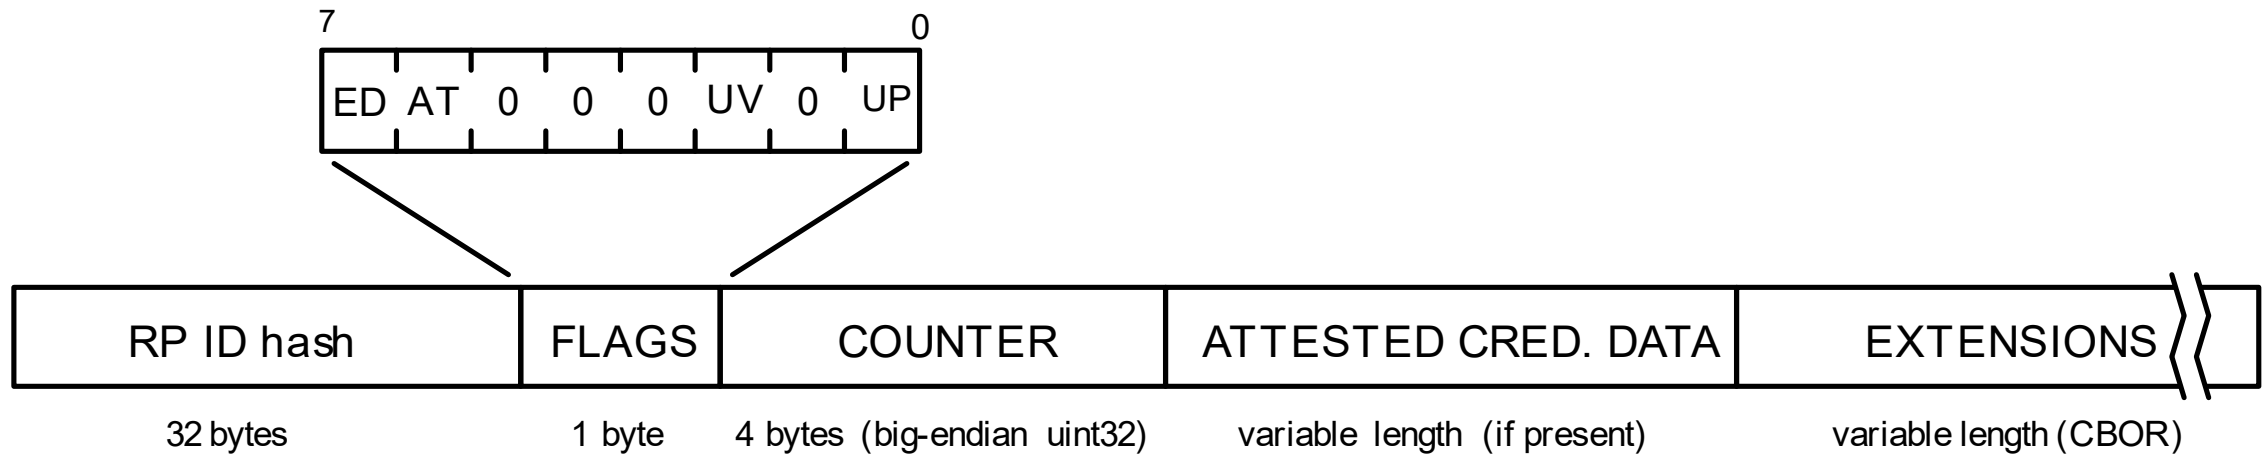 7 0
ED AT 0 0 0 UV 0 UP
RP ID hash FLAGS COUNTER ATTESTED CRED. DATA EXTENSIONS
32 bytes 1 byte 4 bytes (big-endian uint32) variable length (if present) variable length (CBOR)